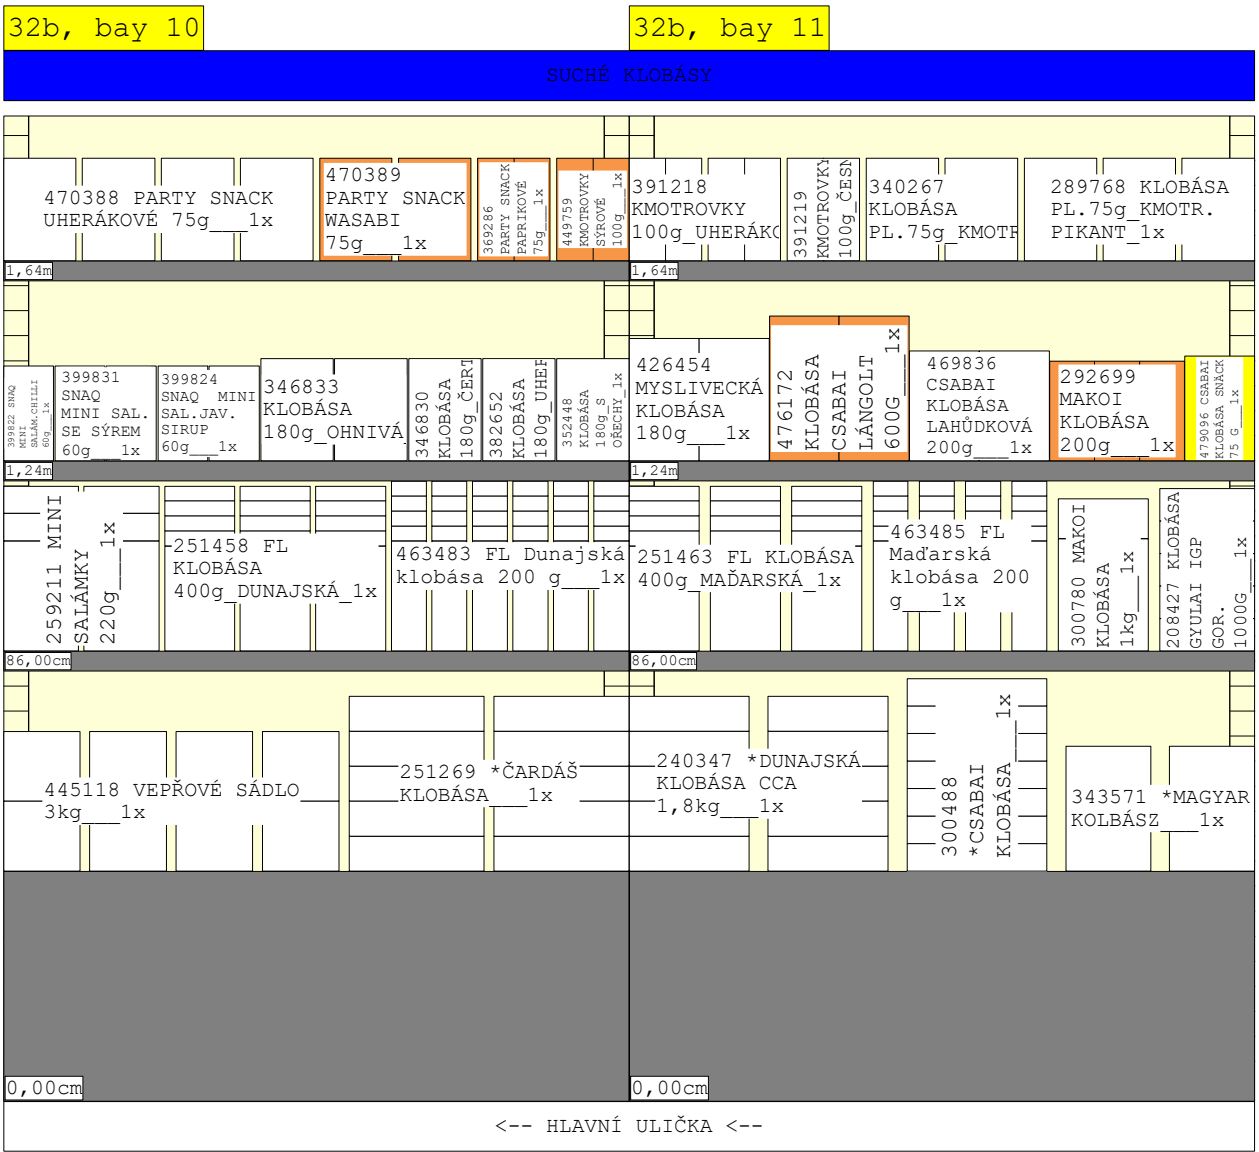 32b, bay 10
32b, bay 11
SUCHÉ KLOBÁSY
470388 PARTY SNACK
UHERÁKOVÉ 75g___1x
470389
PARTY SNACK
WASABI
75g___1x
369286
PARTY SNACK
PAPRIKOVÉ
75g___1x
449759
KMOTROVKY
SÝROVÉ
100g___1x
391218
KMOTROVKY
100g_UHERÁK
391219
KMOTROVKY
100g_ČESN
340267
KLOBÁSA
PL.75g_KMOTR
289768 KLOBÁSA
PL.75g_KMOTR.
PIKANT_1x
1,64m
1,64m
399822 SNAQ
MINI
SALÁM.CHILLI
60g___1x
399831
SNAQ
MINI SAL.
SE SÝREM
60g___1x
399824
SNAQ MINI
SAL.JAV.
SIRUP
60g___1x
346833
KLOBÁSA
180g_OHNIVÁ
346830
KLOBÁSA
180g_ČERT
382652
KLOBÁSA
180g_UHER
352448
KLOBÁSA
180g_S
OŘECHY_1x
426454
MYSLIVECKÁ
KLOBÁSA
180g___1x
476172
KLOBÁSA
CSABAI
LÁNGOLT
600G___1x
469836
CSABAI
KLOBÁSA
LAHŮDKOVÁ
200g___1x
292699
MAKOI
KLOBÁSA
200g___1x
479096 CSABAI
KLOBÁSA SNACK
75 G___1x
1,24m
1,24m
259211 MINI
SALÁMKY
220g___1x
251458 FL
KLOBÁSA
400g_DUNAJSKÁ_1x
463483 FL Dunajská
klobása 200 g___1x
251463 FL KLOBÁSA
400g_MAĎARSKÁ_1x
463485 FL
Maďarská
klobása 200
g___1x
300780 MAKOI
KLOBÁSA
1kg___1x
208427 KLOBÁSA
GYULAI IGP
GOR.
1000G___1x
86,00cm
86,00cm
445118 VEPŘOVÉ SÁDLO
3kg___1x
251269 *ČARDÁŠ
KLOBÁSA___1x
240347 *DUNAJSKÁ
KLOBÁSA CCA
1,8kg___1x
300488
*CSABAI
KLOBÁSA___1x
343571 *MAGYAR
KOLBÁSZ___1x
0,00cm
0,00cm
<-- HLAVNÍ ULIČKA <--